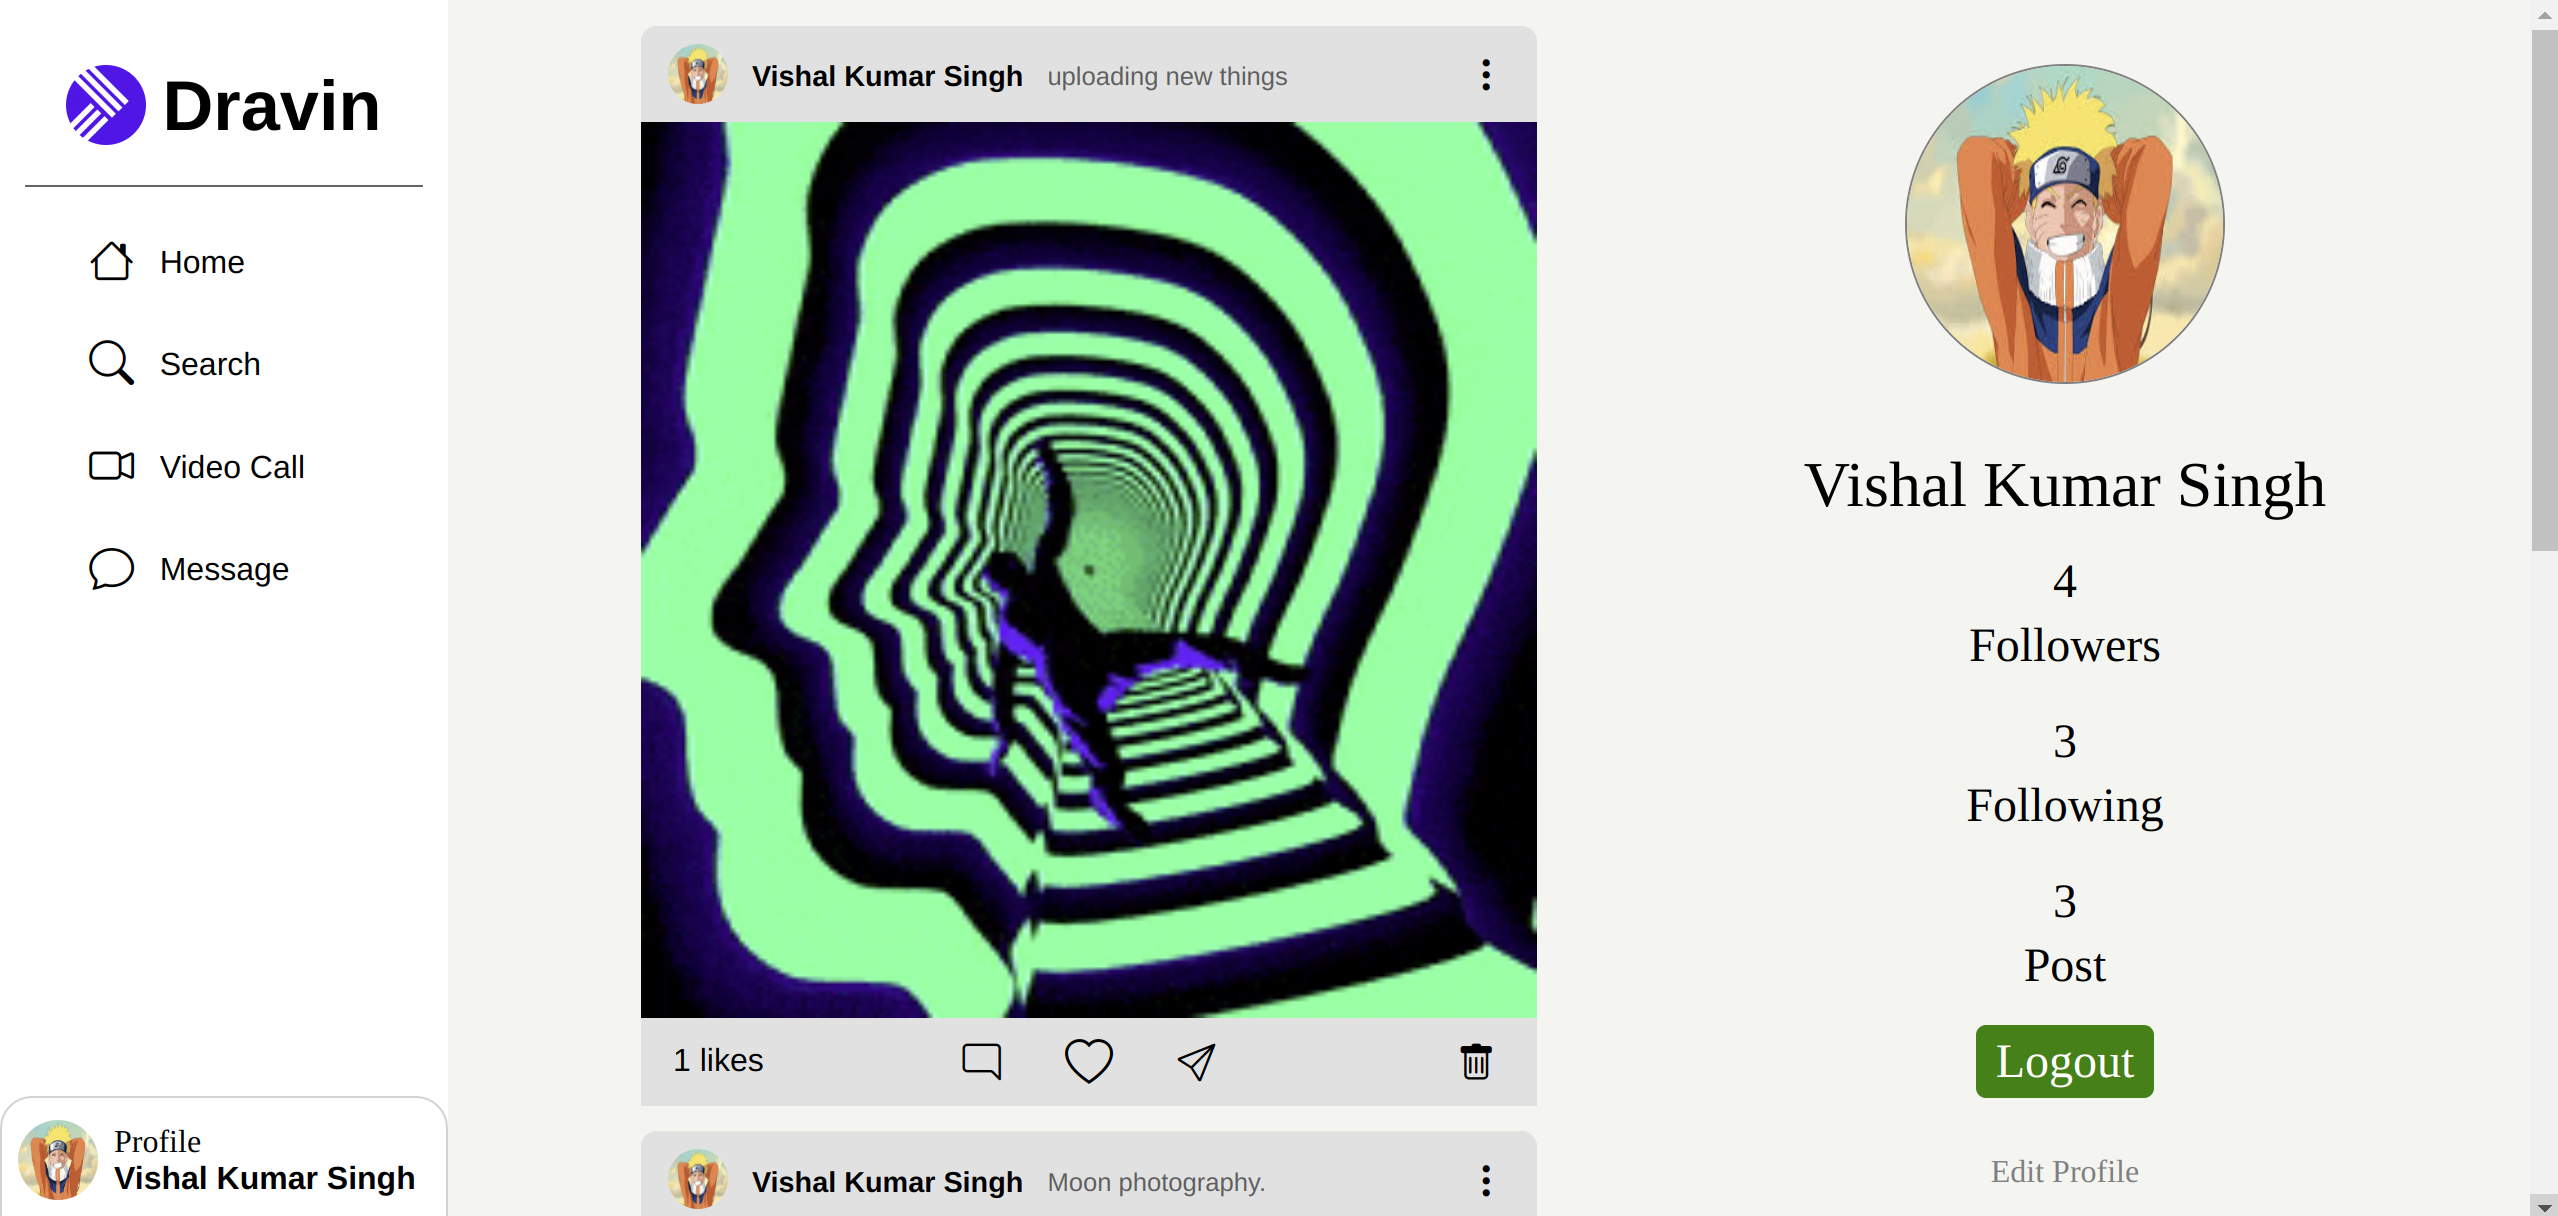 Dravin
Home
Search
Video Call
Message
Profile
Vishal Kumar Singh
Vishal Kumar Singh uploading new things
1 likes
Vishal Kumar Singh Moon photography.
Vishal Kumar Singh
4
Followers
3
Following
3
Post
Logout
Edit Profile